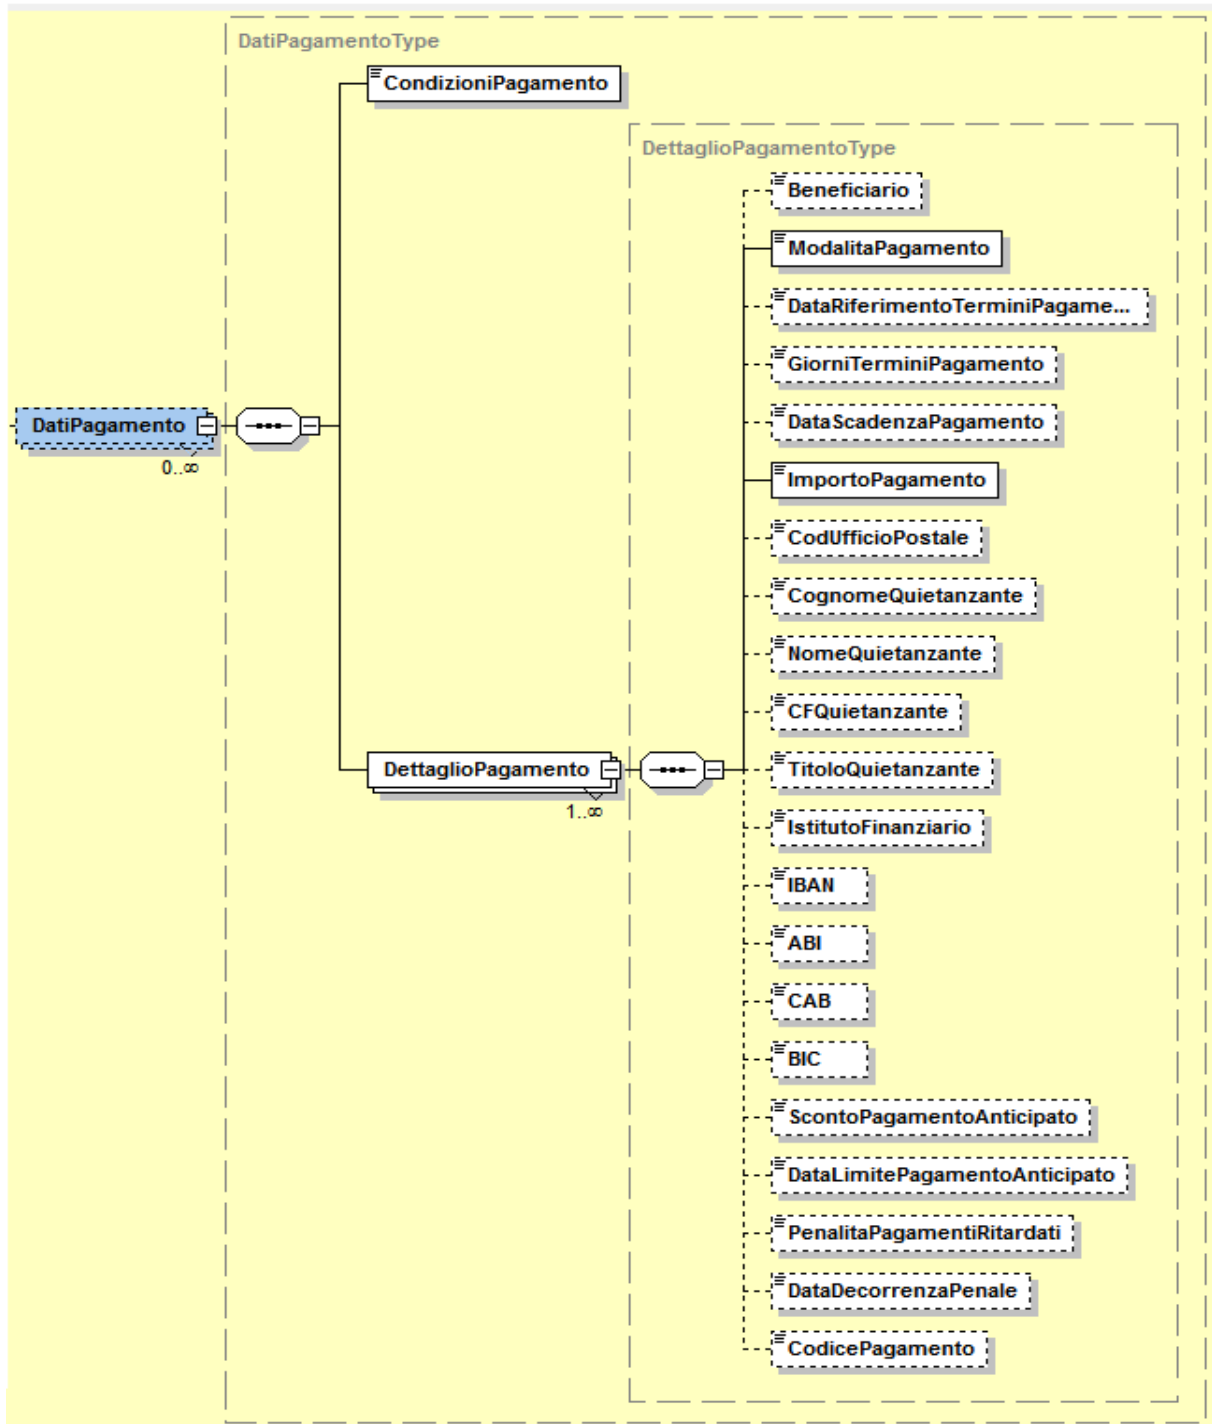 DatiPagamentoType
CondizioniPagamento
DettaglioPagamentoType
Beneficiario
ModalitaPagamento
DataRiferimentoTerminiPagame...
GiorniTerminiPagamento
DataScadenzaPagamento
DatiPagamento
0..∞
ImportoPagamento
CodUfficioPostale
CognomeQuietanzante
NomeQuietanzante
CFQuietanzante
DettaglioPagamento
1..∞
TitoloQuietanzante
IstitutoFinanziario
IBAN
ABI
CAB
BIC
ScontoPagamentoAnticipato
DataLimitePagamentoAnticipato
PenalitaPagamentiRitardati
DataDecorrenzaPenale
CodicePagamento